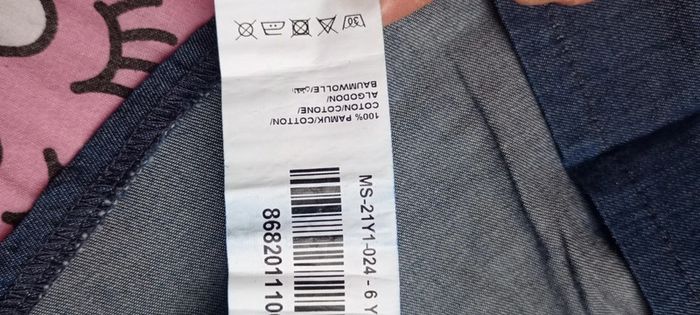 30
100% PAMUK/COTTON/
COTON/COTONE/
ALGODON/
BAUMWOLLE/
MS-21Y1-024 - 6 Y
868201110